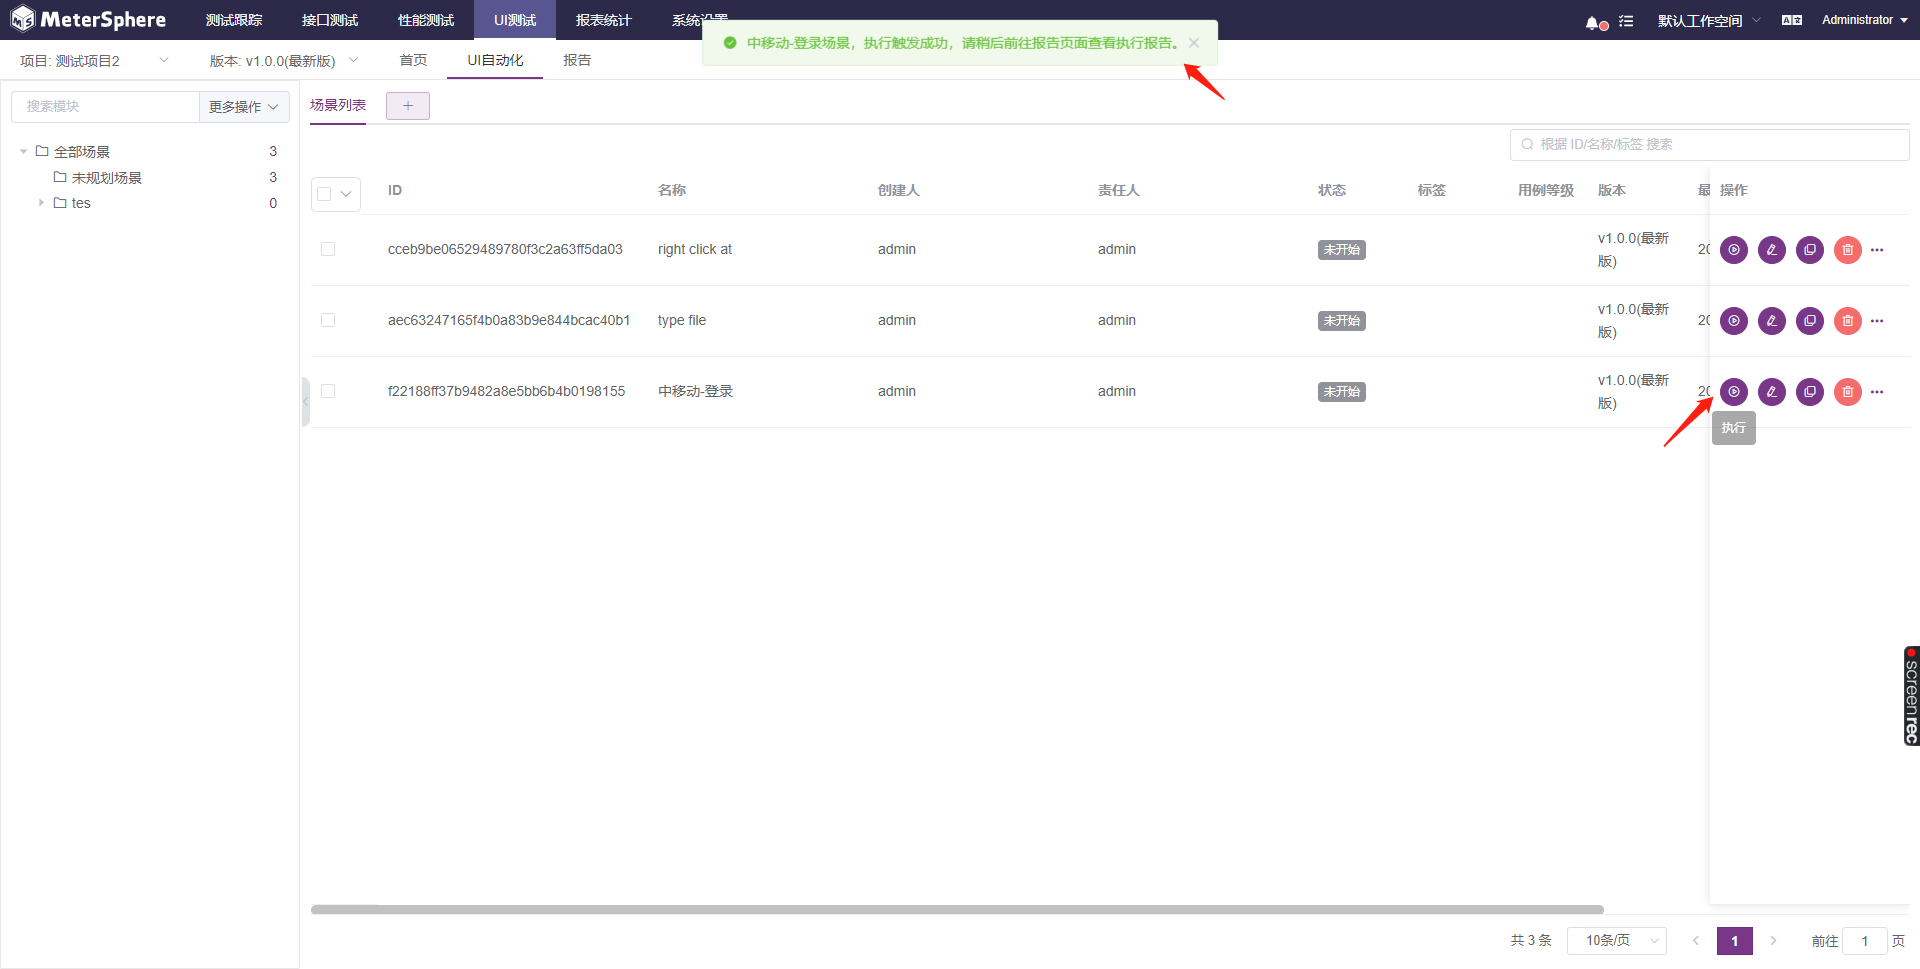 MeterSphere
测试跟踪
接口测试
性能测试
UI测试
报表统计
系统设置
默认工作空间
Administrator
中移动-登录场景，执行触发成功，请稍后前往报告页面查看执行报告。
项目: 测试项目2
版本: v1.0.0(最新版)
首页
UI自动化
报告
搜索模块
更多操作
场景列表
+
全部场景 3
未规划场景 3
tes 0
根据 ID/名称/标签 搜索
ID 名称 创建人 责任人 状态 标签 用例等级 版本 最 操作
cceb9be06529489780f3c2a63ff5da03 right click at admin admin 未开始 v1.0.0(最新
版)
20
aec63247165f4b0a83b9e844bcac40b1 type file admin admin 未开始 v1.0.0(最新
版)
20
f22188ff37b9482a8e5bb6b4b0198155 中移动-登录 admin admin 未开始 v1.0.0(最新
版)
20
执行
screenrec
共 3 条
10条/页
1
前往 1 页